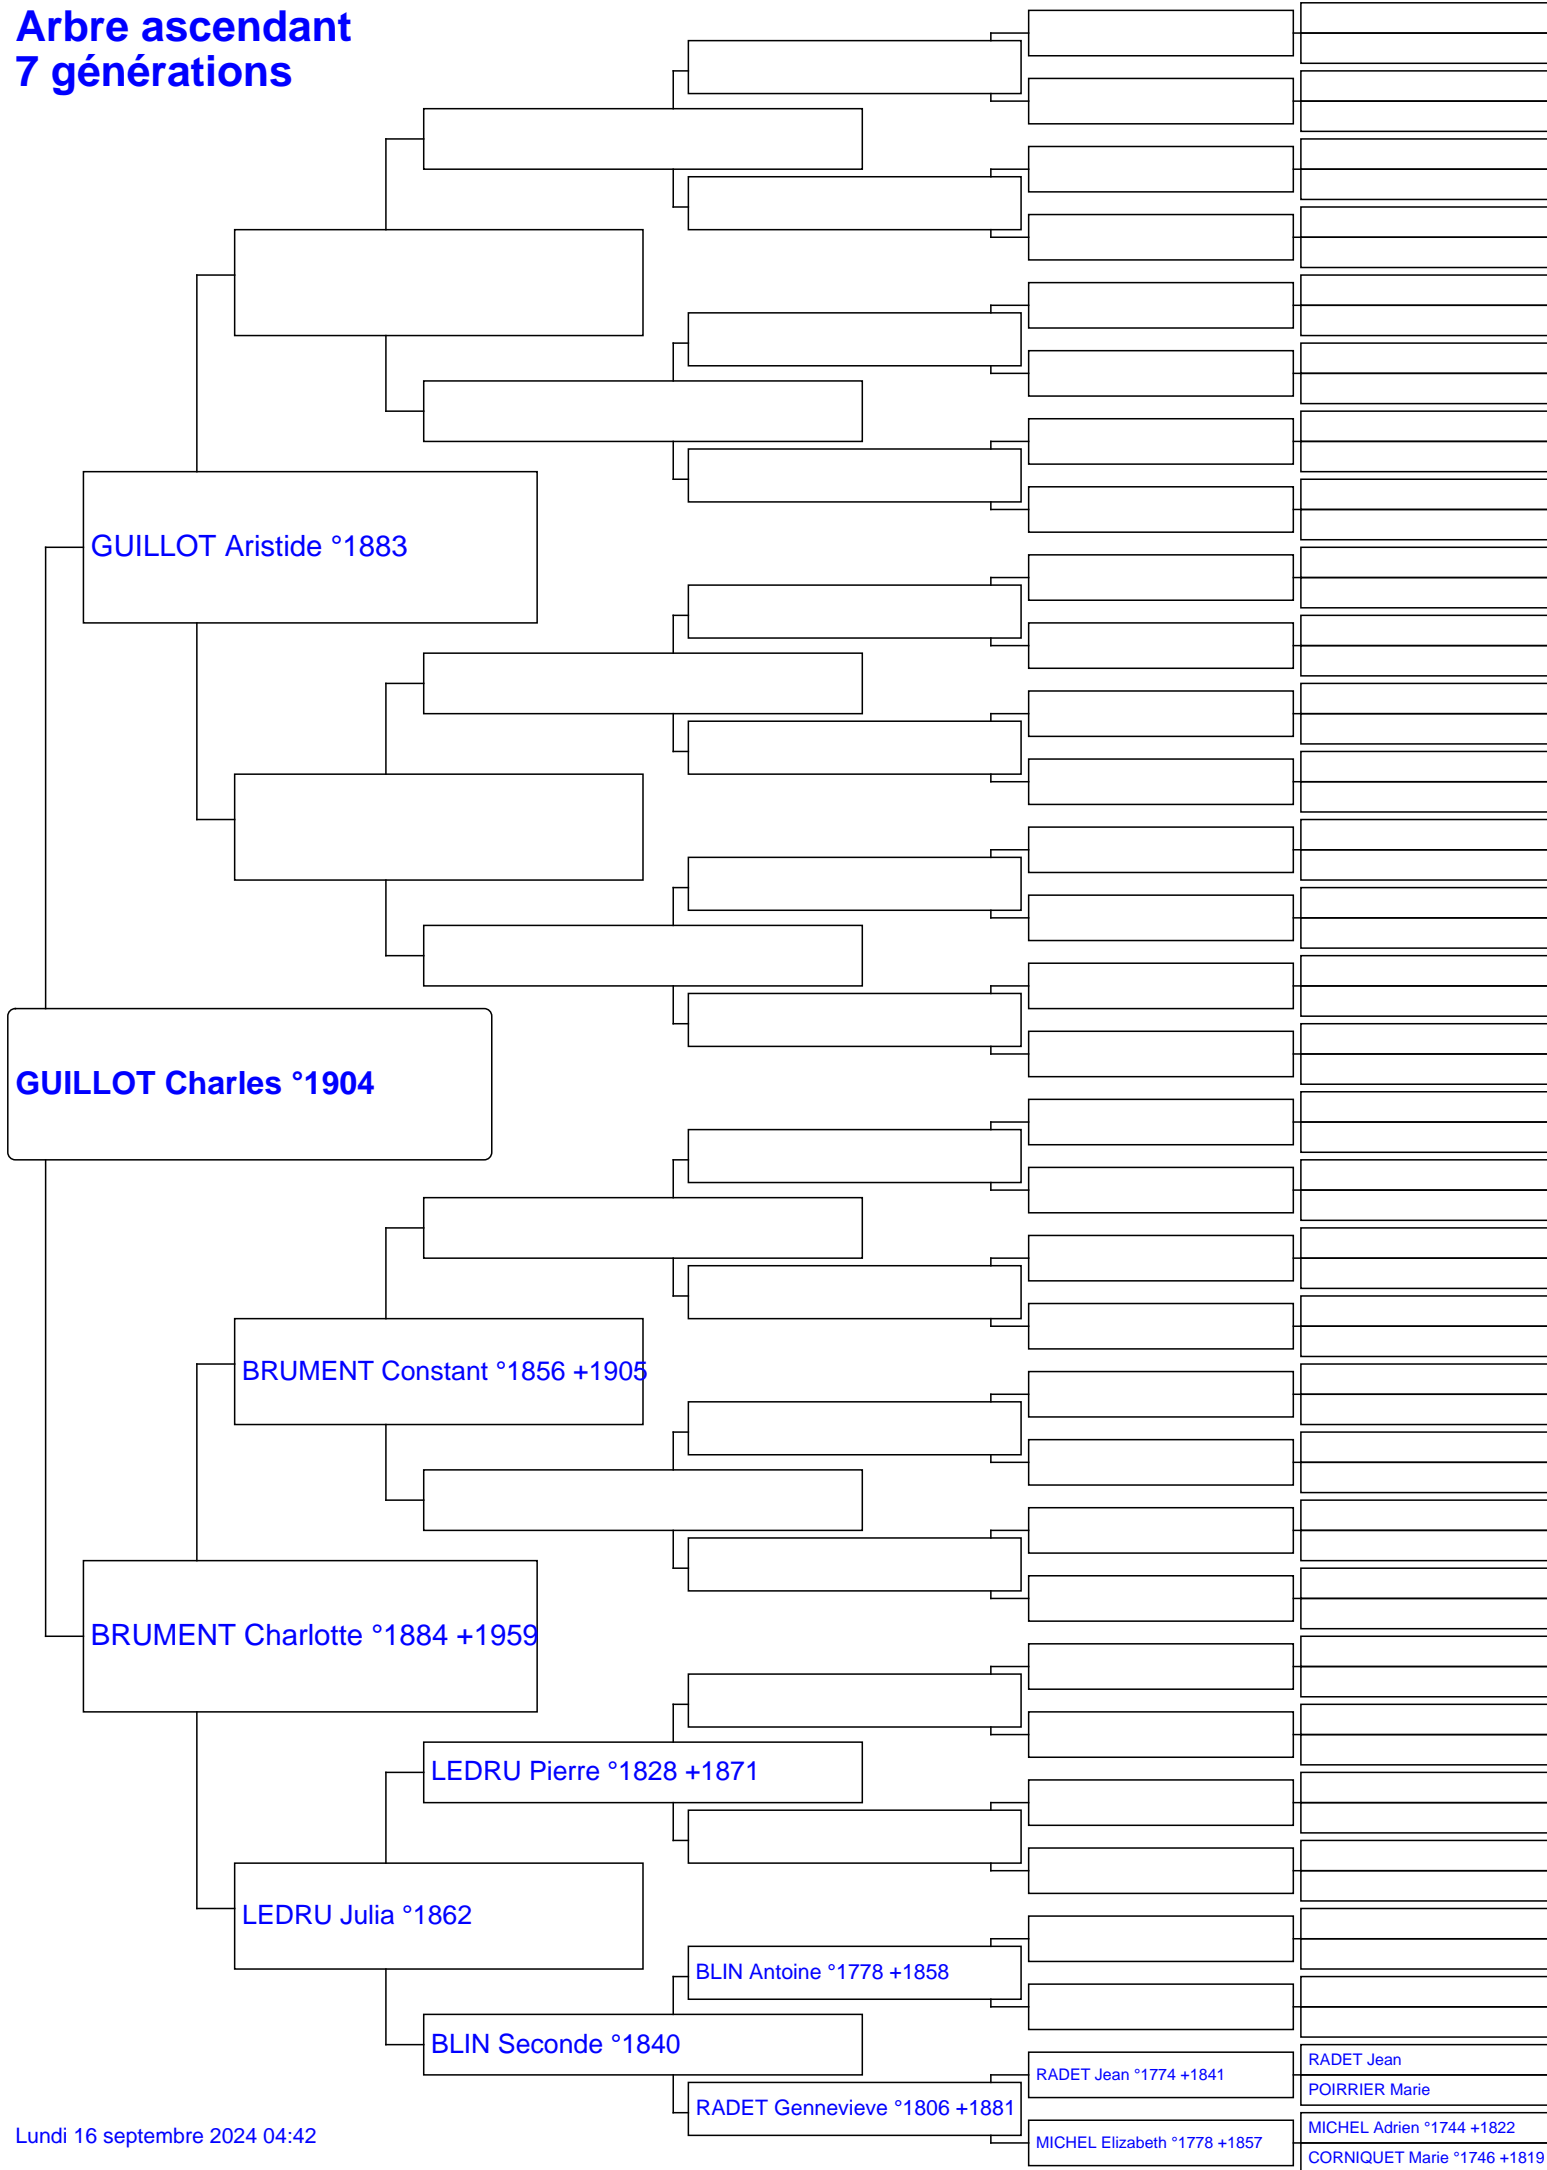 Arbre ascendant
7 générations
GUILLOT Aristide °1883
GUILLOT Charles °1904
BRUMENT Constant °1856 +1905
BRUMENT Charlotte °1884 +1959
LEDRU Pierre °1828 +1871
LEDRU Julia °1862
BLIN Antoine °1778 +1858
BLIN Seconde °1840
RADET Jean
RADET Jean °1774 +1841
POIRRIER Marie
RADET Gennevieve °1806 +1881
MICHEL Adrien °1744 +1822
MICHEL Elizabeth °1778 +1857
CORNIQUET Marie °1746 +1819
Lundi 16 septembre 2024 04:42